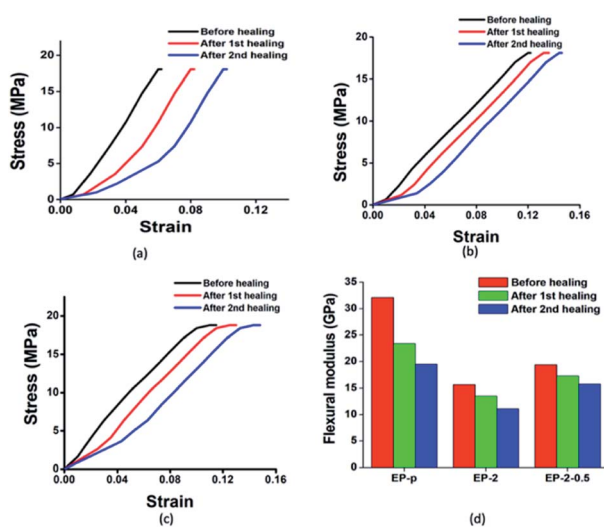 Before healing
After 1st healing
After 2nd healing
Stress (MPa)
20
15
10
5
0
0.00 0.04 0.08 0.12
Strain
(a)
Before healing
After 1st healing
After 2nd healing
Stress (MPa)
20
15
10
5
0
0.00 0.04 0.08 0.12 0.16
Strain
(b)
Before healing
After 1st healing
After 2nd healing
Stress (MPa)
20
15
10
5
0
0.00 0.04 0.08 0.12 0.16
Strain
(c)
Before healing
After 1st healing
After 2nd healing
Flexural modulus (GPa)
35
30
25
20
15
10
5
0
EP-p EP-2 EP-2-0.5
(d)